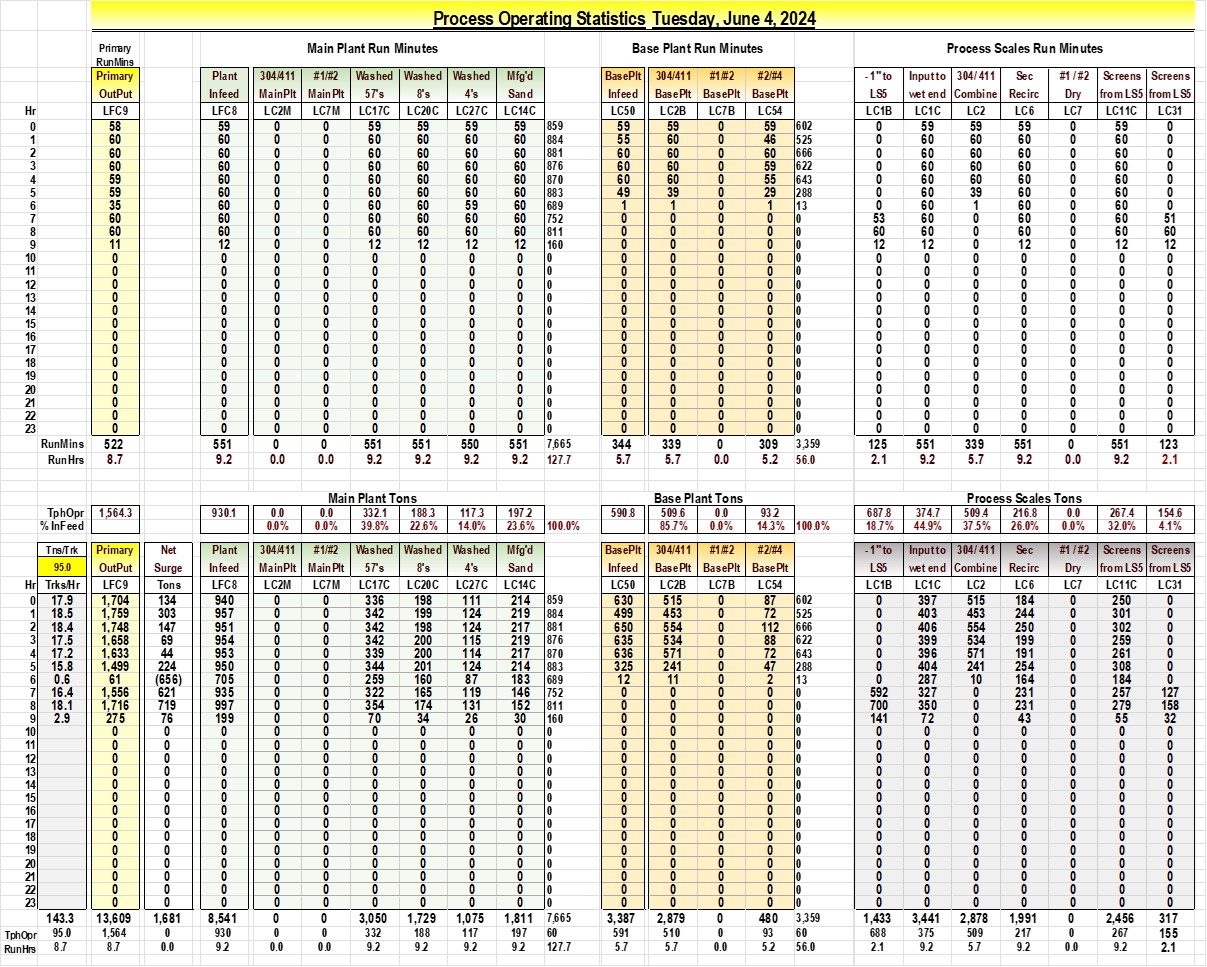 Process Operating Statistics Tuesday, June 4, 2024
Primary Main Plant Run Minutes Base Plant Run Minutes Process Scales Run Minutes
RunMins
Primary Plant 304/411 #1/#2 Washed Washed Washed Mfg'd BasePlt 304/411 #1/#2 #2/#4 -1" to Input to 304/411 Sec #1/#2 Screens Screens
OutPut Infeed MainPlt MainPlt 57's 8's 4's Sand Infeed BasePlt BasePlt BasePlt LS5 wet end Combine Recirc Dry from LS5 from LS5
Hr LFC9 LFC8 LC2M LC7M LC17C LC20C LC27C LC14C LC50 LC2B LC7B LC54 LC1B LC1C LC2 LC6 LC7 LC11C LC31
0 58 59 0 0 59 59 59 59 859 59 59 0 59 602 0 59 59 59 0 59 0
1 60 60 0 0 60 60 60 60 884 55 60 0 46 525 0 60 60 60 0 60 0
2 60 60 0 0 60 60 60 60 881 60 60 0 60 666 0 60 60 60 0 60 0
3 60 60 0 0 60 60 60 60 876 60 60 0 59 622 0 60 60 60 0 60 0
4 59 60 0 0 60 60 60 60 870 60 60 0 55 643 0 60 60 60 0 60 0
5 59 60 0 0 60 60 60 60 883 49 39 0 29 288 0 60 39 60 0 60 0
6 35 60 0 0 60 60 59 60 689 1 1 0 1 13 0 60 1 60 0 60 0
7 60 60 0 0 60 60 60 60 752 0 0 0 0 0 53 60 0 60 0 60 51
8 60 60 0 0 60 60 60 60 811 0 0 0 0 0 60 60 0 60 0 60 60
9 11 12 0 0 12 12 12 12 160 0 0 0 0 0 12 12 0 12 0 12 12
10 0 0 0 0 0 0 0 0 0 0 0 0 0 0 0 0 0 0 0 0 0
11 0 0 0 0 0 0 0 0 0 0 0 0 0 0 0 0 0 0 0 0 0
12 0 0 0 0 0 0 0 0 0 0 0 0 0 0 0 0 0 0 0 0 0
13 0 0 0 0 0 0 0 0 0 0 0 0 0 0 0 0 0 0 0 0 0
14 0 0 0 0 0 0 0 0 0 0 0 0 0 0 0 0 0 0 0 0 0
15 0 0 0 0 0 0 0 0 0 0 0 0 0 0 0 0 0 0 0 0 0
16 0 0 0 0 0 0 0 0 0 0 0 0 0 0 0 0 0 0 0 0 0
17 0 0 0 0 0 0 0 0 0 0 0 0 0 0 0 0 0 0 0 0 0
18 0 0 0 0 0 0 0 0 0 0 0 0 0 0 0 0 0 0 0 0 0
19 0 0 0 0 0 0 0 0 0 0 0 0 0 0 0 0 0 0 0 0 0
20 0 0 0 0 0 0 0 0 0 0 0 0 0 0 0 0 0 0 0 0 0
21 0 0 0 0 0 0 0 0 0 0 0 0 0 0 0 0 0 0 0 0 0
22 0 0 0 0 0 0 0 0 0 0 0 0 0 0 0 0 0 0 0 0 0
23 0 0 0 0 0 0 0 0 0 0 0 0 0 0 0 0 0 0 0 0 0
RunMins 522 551 0 0 551 551 550 551 7,665 344 339 0 309 3,359 125 551 339 551 0 551 123
RunHrs 8.7 9.2 0.0 0.0 9.2 9.2 9.2 9.2 127.7 5.7 5.7 0.0 5.2 56.0 2.1 9.2 5.7 9.2 0.0 9.2 2.1
Main Plant Tons Base Plant Tons Process Scales Tons
TphOpr 1,564.3 930.1 0.0 0.0 332.1 188.3 117.3 197.2 590.8 509.6 0.0 93.2 687.8 374.7 509.4 216.8 0.0 267.4 154.6
% InFeed 0.0% 0.0% 39.8% 22.6% 14.0% 23.6% 100.0% 85.7% 0.0% 14.3% 100.0% 18.7% 44.9% 37.5% 26.0% 0.0% 32.0% 4.1%
Tns/Trk Primary Net Plant 304/411 #1/#2 Washed Washed Washed Mfg'd BasePlt 304/411 #1/#2 #2/#4 -1" to Input to 304/411 Sec #1/#2 Screens Screens
95.0 OutPut Surge Infeed MainPlt MainPlt 57's 8's 4's Sand Infeed BasePlt BasePlt BasePlt LS5 wet end Combine Recirc Dry from LS5 from LS5
Hr Trks/Hr LFC9 Tons LFC8 LC2M LC7M LC17C LC20C LC27C LC14C LC50 LC2B LC7B LC54 LC1B LC1C LC2 LC6 LC7 LC11C LC31
0 17.9 1,704 134 940 0 0 336 198 111 214 859 630 515 0 87 602 0 397 515 184 0 250 0
1 18.5 1,759 303 957 0 0 342 199 124 219 884 499 453 0 72 525 0 403 453 244 0 301 0
2 18.4 1,748 147 951 0 0 342 198 124 217 881 650 554 0 112 666 0 406 554 250 0 302 0
3 17.5 1,658 69 954 0 0 342 200 115 219 876 635 534 0 88 622 0 399 534 199 0 259 0
4 17.2 1,633 44 953 0 0 339 200 114 217 870 636 571 0 72 643 0 396 571 191 0 261 0
5 15.8 1,499 224 950 0 0 344 201 124 214 883 325 241 0 47 288 0 404 241 254 0 308 0
6 0.6 61 (656) 705 0 0 259 160 87 183 689 12 11 0 2 13 0 287 10 164 0 184 0
7 16.4 1,556 621 935 0 0 322 165 119 146 752 0 0 0 0 0 592 327 0 231 0 257 127
8 18.1 1,716 719 997 0 0 354 174 131 152 811 0 0 0 0 0 700 350 0 231 0 279 158
9 2.9 275 76 199 0 0 70 34 26 30 160 0 0 0 0 0 141 72 0 43 0 55 32
10 0 0 0 0 0 0 0 0 0 0 0 0 0 0 0 0 0 0 0 0 0 0
11 0 0 0 0 0 0 0 0 0 0 0 0 0 0 0 0 0 0 0 0 0 0
12 0 0 0 0 0 0 0 0 0 0 0 0 0 0 0 0 0 0 0 0 0 0
13 0 0 0 0 0 0 0 0 0 0 0 0 0 0 0 0 0 0 0 0 0 0
14 0 0 0 0 0 0 0 0 0 0 0 0 0 0 0 0 0 0 0 0 0 0
15 0 0 0 0 0 0 0 0 0 0 0 0 0 0 0 0 0 0 0 0 0 0
16 0 0 0 0 0 0 0 0 0 0 0 0 0 0 0 0 0 0 0 0 0 0
17 0 0 0 0 0 0 0 0 0 0 0 0 0 0 0 0 0 0 0 0 0 0
18 0 0 0 0 0 0 0 0 0 0 0 0 0 0 0 0 0 0 0 0 0 0
19 0 0 0 0 0 0 0 0 0 0 0 0 0 0 0 0 0 0 0 0 0 0
20 0 0 0 0 0 0 0 0 0 0 0 0 0 0 0 0 0 0 0 0 0 0
21 0 0 0 0 0 0 0 0 0 0 0 0 0 0 0 0 0 0 0 0 0 0
22 0 0 0 0 0 0 0 0 0 0 0 0 0 0 0 0 0 0 0 0 0 0
23 0 0 0 0 0 0 0 0 0 0 0 0 0 0 0 0 0 0 0 0 0 0
143.3 13,609 1,681 8,541 0 0 3,050 1,729 1,075 1,811 7,665 3,387 2,879 0 480 3,359 1,433 3,441 2,878 1,991 0 2,456 317
TphOpr 95.0 1,564 0 930 0 0 332 188 117 197 60 591 510 0 93 60 688 375 509 217 0 267 155
RunHrs 8.7 8.7 0.0 9.2 0.0 0.0 9.2 9.2 9.2 9.2 127.7 5.7 5.7 0.0 5.2 56.0 2.1 9.2 5.7 9.2 0.0 9.2 2.1